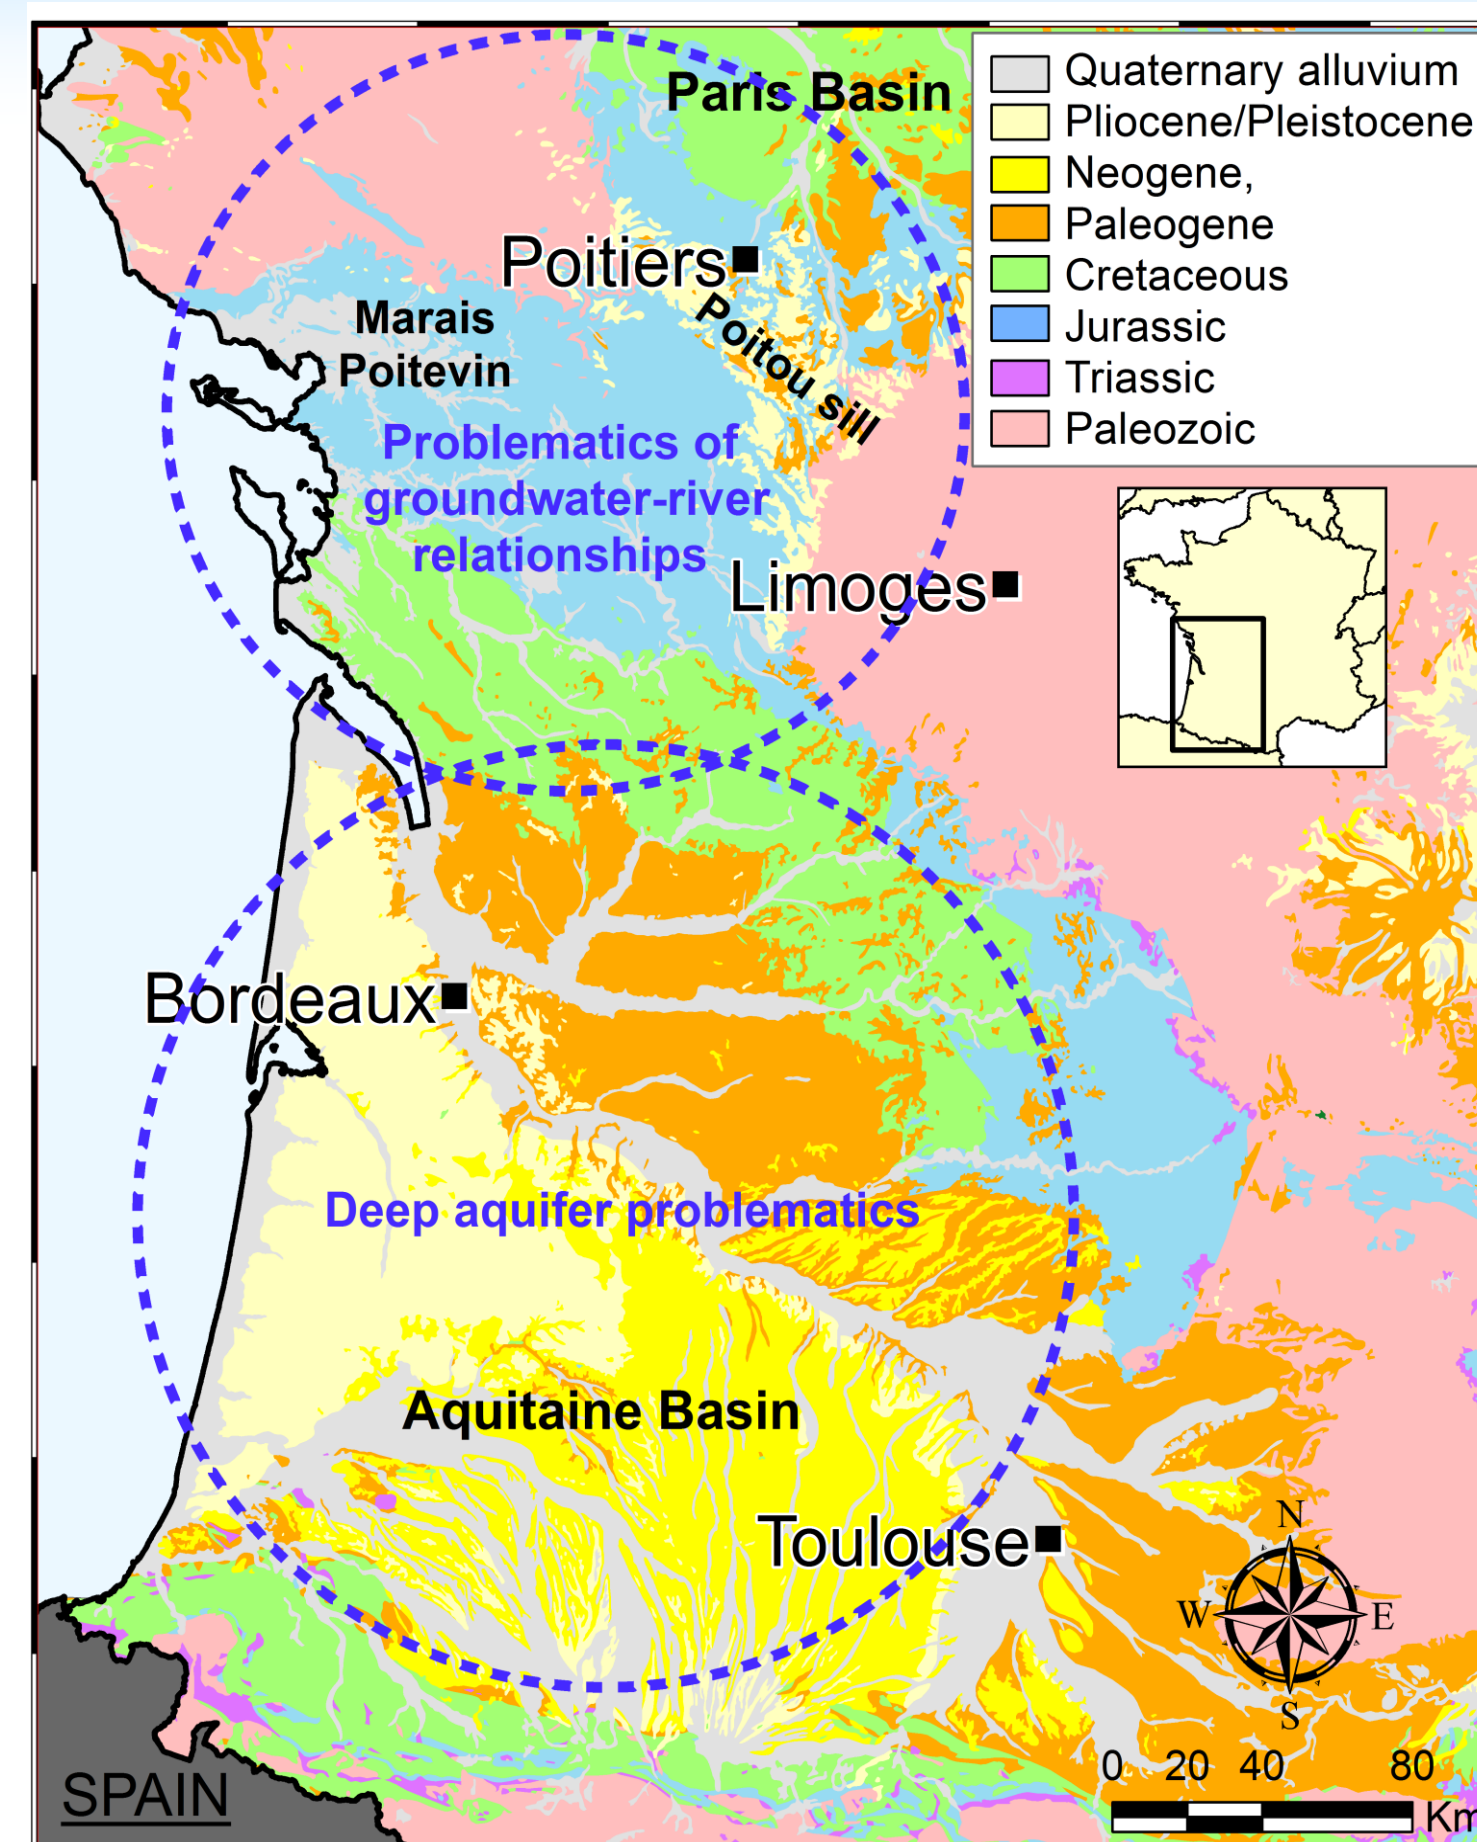 Paris Basin
Quaternary alluvium
Pliocene/Pleistocene
Neogene,
Paleogene
Cretaceous
Jurassic
Triassic
Paleozoic
Poitiers
Marais
Poitevin
Poitou sill
Problematics of
groundwater-river
relationships
Limoges
Bordeaux
Deep aquifer problematics
Aquitaine Basin
Toulouse
N
W E
S
SPAIN
0 20 40 80
Km